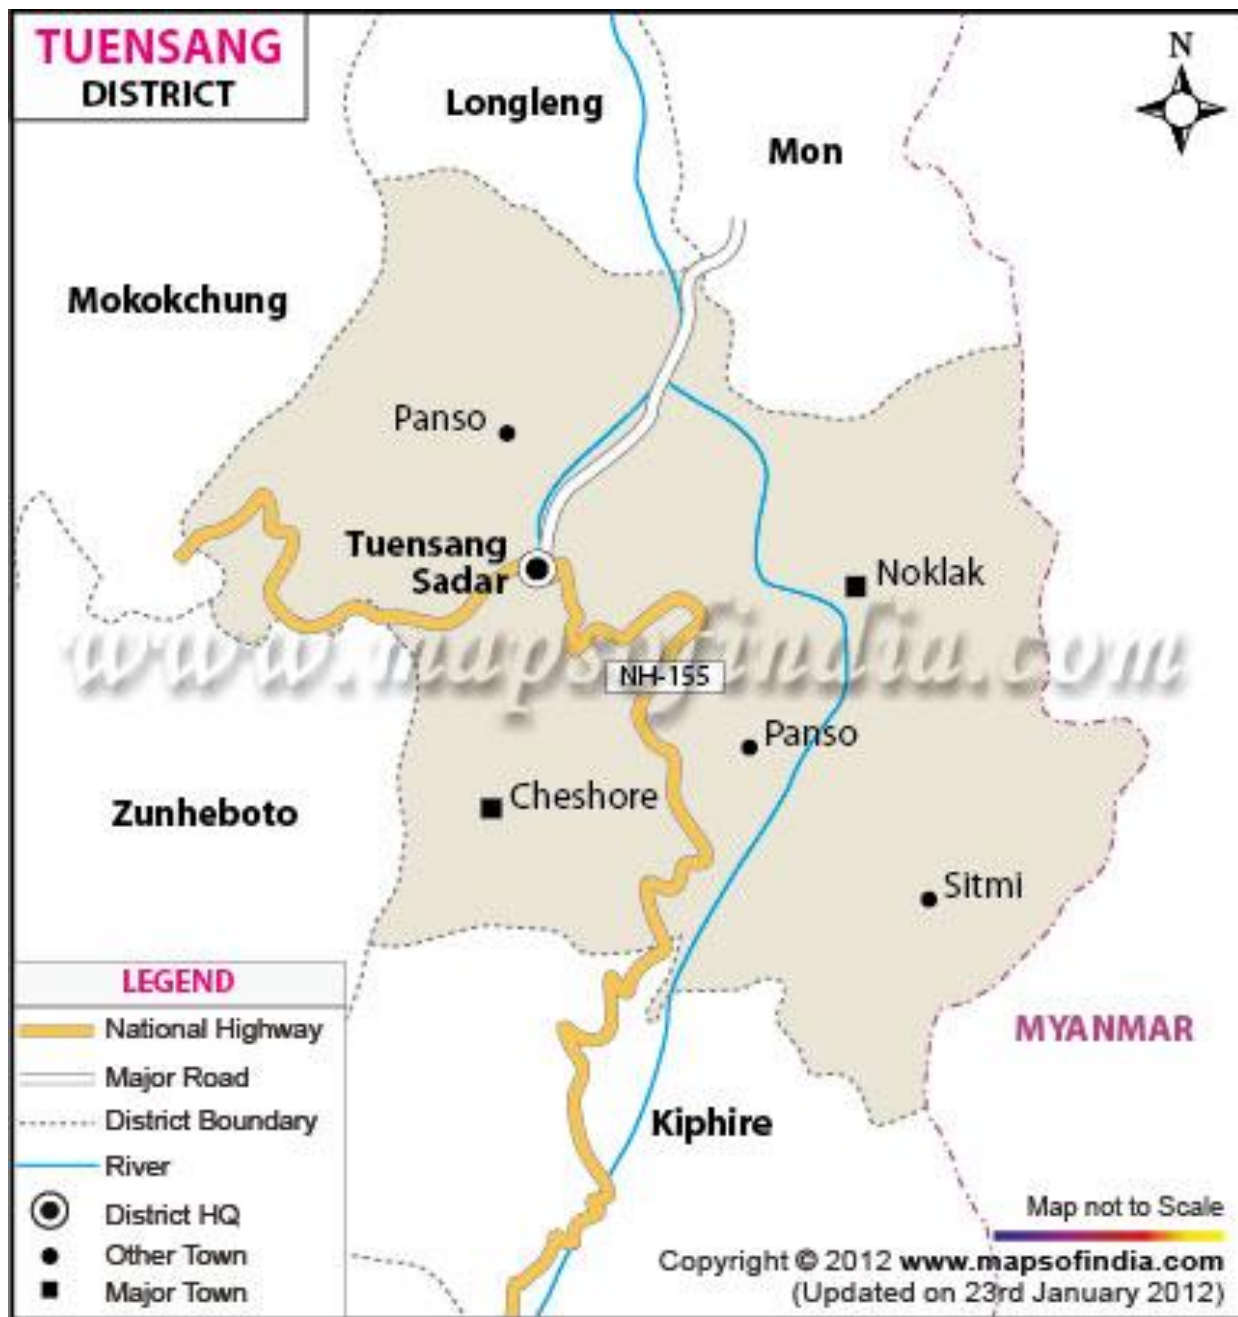 TUENSANG
DISTRICT
N
Longleng
Mon
Mokokchung
Panso
Tuensang
Sadar
Noklak
www.mapsofindia.com
NH-155
Panso
Cheshore
Zunheboto
Sitmi
MYANMAR
Kiphire
LEGEND
National Highway
Major Road
District Boundary
River
District HQ
Other Town
Major Town
Map not to Scale
Copyright © 2012 www.mapsofindia.com
(Updated on 23rd January 2012)